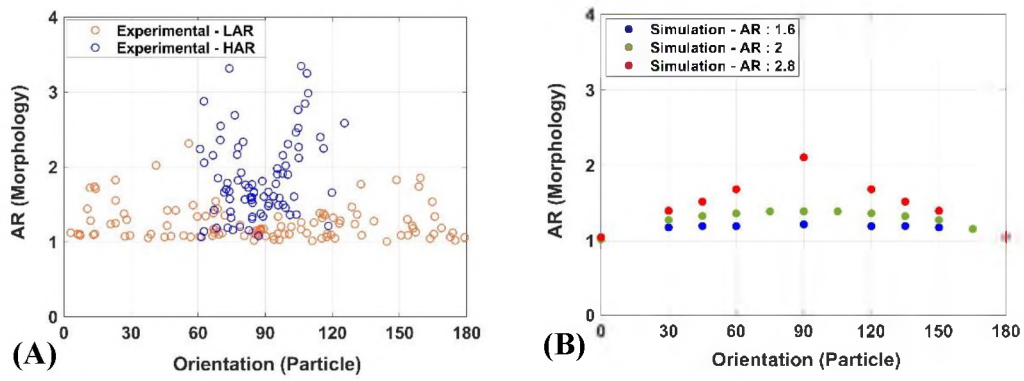 4
3
2
1
0
0
30
60
90
120
150
180
AR (Morphology)
Orientation (Particle)
Experimental - LAR
Experimental - HAR
(A)
4
3
2
1
0
0
30
60
90
120
150
180
AR (Morphology)
Orientation (Particle)
Simulation - AR : 1.6
Simulation - AR : 2
Simulation - AR : 2.8
(B)